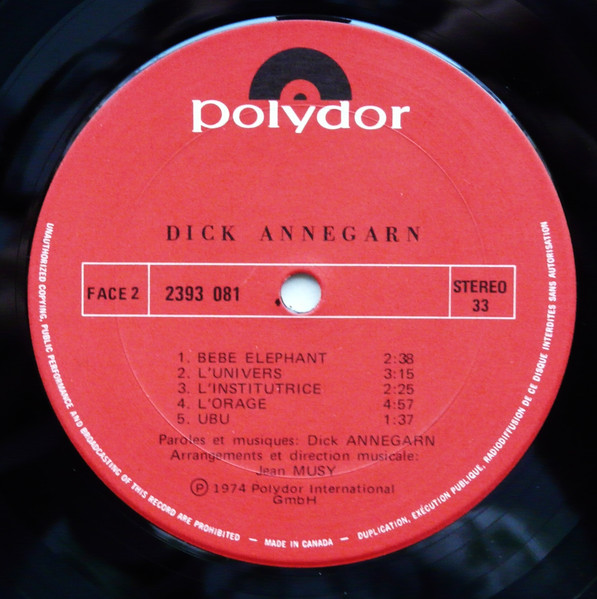 polydor
DICK ANNEGARN
FACE 2
2393 081
STEREO
33
1. BEBE ELEPHANT 2:38
2. L'UNIVERS 3:15
3. L'INSTITUTRICE 2:25
4. L'ORAGE 4:57
5. UBU 1:37
Paroles et musiques: Dick ANNEGARN
Arrangements et direction musicale:
Jean MUSY
Ⓟ 1974 Polydor International
GmbH
UNAUTHORIZED COPYING, PUBLIC PERFORMANCE AND BROADCASTING OF THIS RECORD ARE PROHIBITED – MADE IN CANADA – DUPLICATION, EXÉCUTION PUBLIQUE, RADIODIFFUSION DE CE DISQUE INTERDITES SANS AUTORISATION